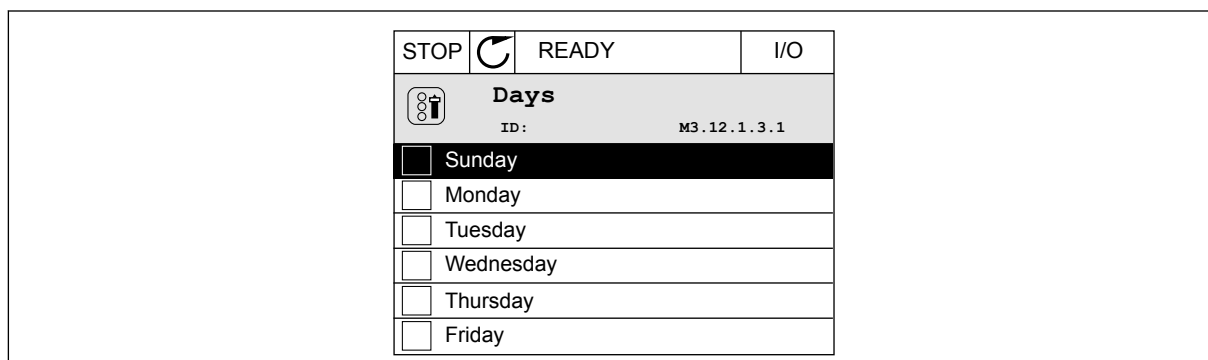 STOP READY I/O
Days
ID: M3.12.1.3.1
Sunday
Monday
Tuesday
Wednesday
Thursday
Friday